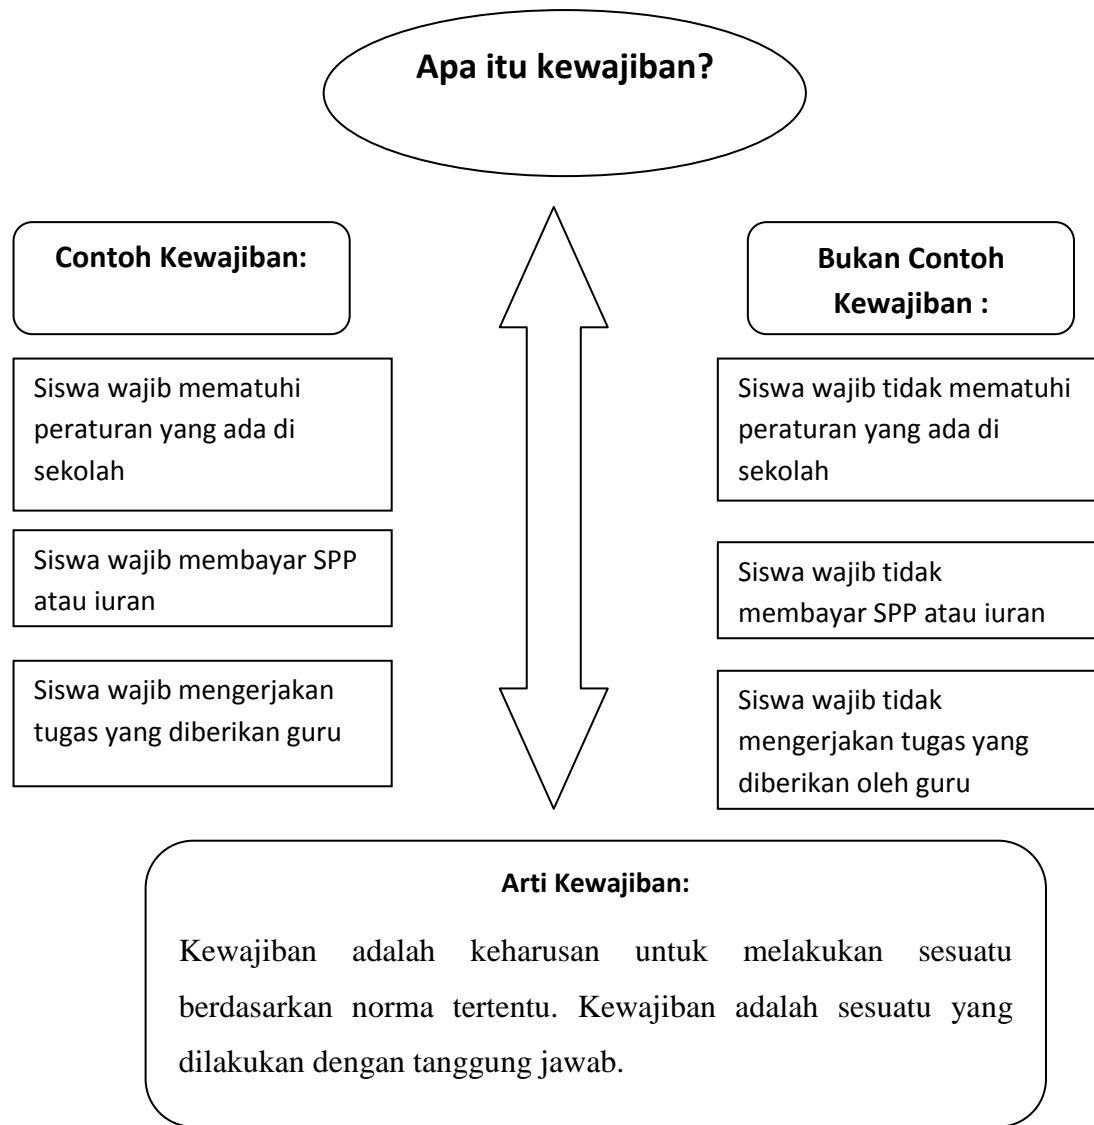 Apa itu kewajiban?
Contoh Kewajiban:
Siswa wajib mematuhi
peraturan yang ada di
sekolah
Siswa wajib membayar SPP
atau iuran
Siswa wajib mengerjakan
tugas yang diberikan guru
Bukan Contoh
Kewajiban :
Siswa wajib tidak mematuhi
peraturan yang ada di
sekolah
Siswa wajib tidak
membayar SPP atau iuran
Siswa wajib tidak
mengerjakan tugas yang
diberikan oleh guru
Arti Kewajiban:
Kewajiban adalah keharusan untuk melakukan sesuatu
berdasarkan norma tertentu. Kewajiban adalah sesuatu yang
dilakukan dengan tanggung jawab.